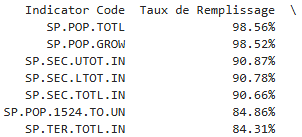 Indicator Code Taux de Remplissage \
SP.POP.TOTL 98.56%
SP.POP.GROW 98.52%
SP.SEC.UTOT.IN 90.87%
SP.SEC.LTOT.IN 90.78%
SP.SEC.TOTL.IN 90.66%
SP.POP.1524.TO.UN 84.86%
SP.TER.TOTL.IN 84.31%